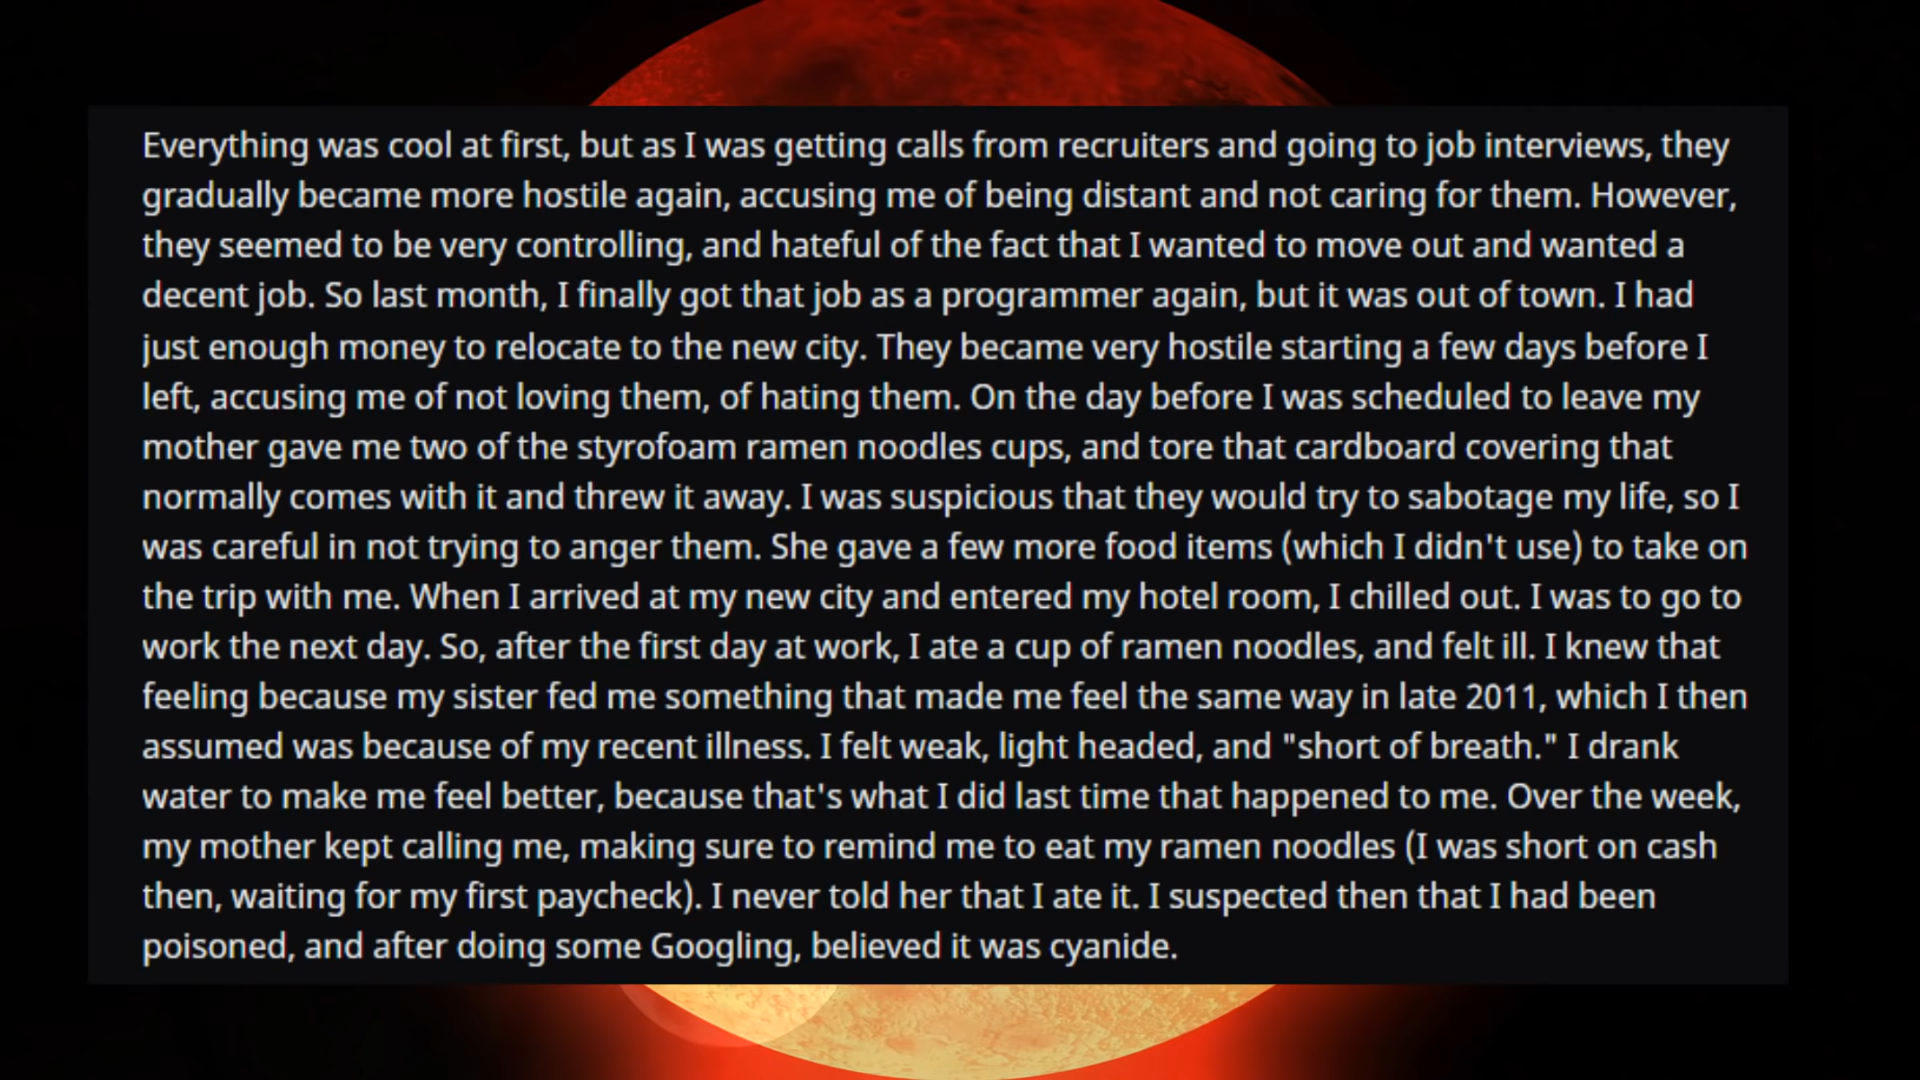 Everything was cool at first, but as I was getting calls from recruiters and going to job interviews, they
gradually became more hostile again, accusing me of being distant and not caring for them. However,
they seemed to be very controlling, and hateful of the fact that I wanted to move out and wanted a
decent job. So last month, I finally got that job as a programmer again, but it was out of town. I had
just enough money to relocate to the new city. They became very hostile starting a few days before I
left, accusing me of not loving them, of hating them. On the day before I was scheduled to leave my
mother gave me two of the styrofoam ramen noodles cups, and tore that cardboard covering that
normally comes with it and threw it away. I was suspicious that they would try to sabotage my life, so I
was careful in not trying to anger them. She gave a few more food items (which I didn't use) to take on
the trip with me. When I arrived at my new city and entered my hotel room, I chilled out. I was to go to
work the next day. So, after the first day at work, I ate a cup of ramen noodles, and felt ill. I knew that
feeling because my sister fed me something that made me feel the same way in late 2011, which I then
assumed was because of my recent illness. I felt weak, light headed, and "short of breath." I drank
water to make me feel better, because that's what I did last time that happened to me. Over the week,
my mother kept calling me, making sure to remind me to eat my ramen noodles (I was short on cash
then, waiting for my first paycheck). I never told her that I ate it. I suspected then that I had been
poisoned, and after doing some Googling, believed it was cyanide.